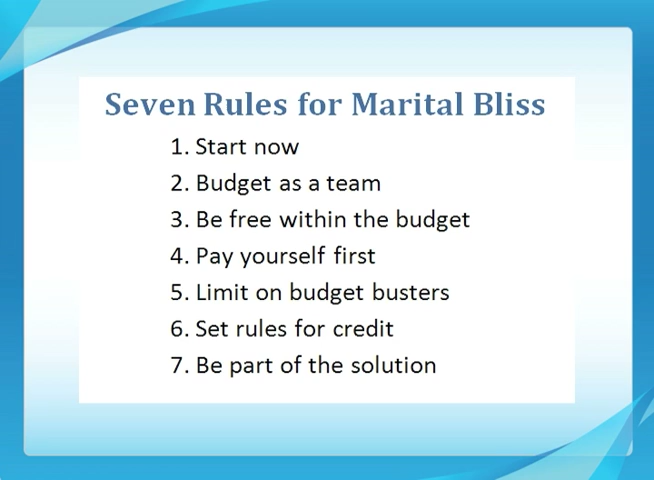 Seven Rules for Marital Bliss
1. Start now
2. Budget as a team
3. Be free within the budget
4. Pay yourself first
5. Limit on budget busters
6. Set rules for credit
7. Be part of the solution